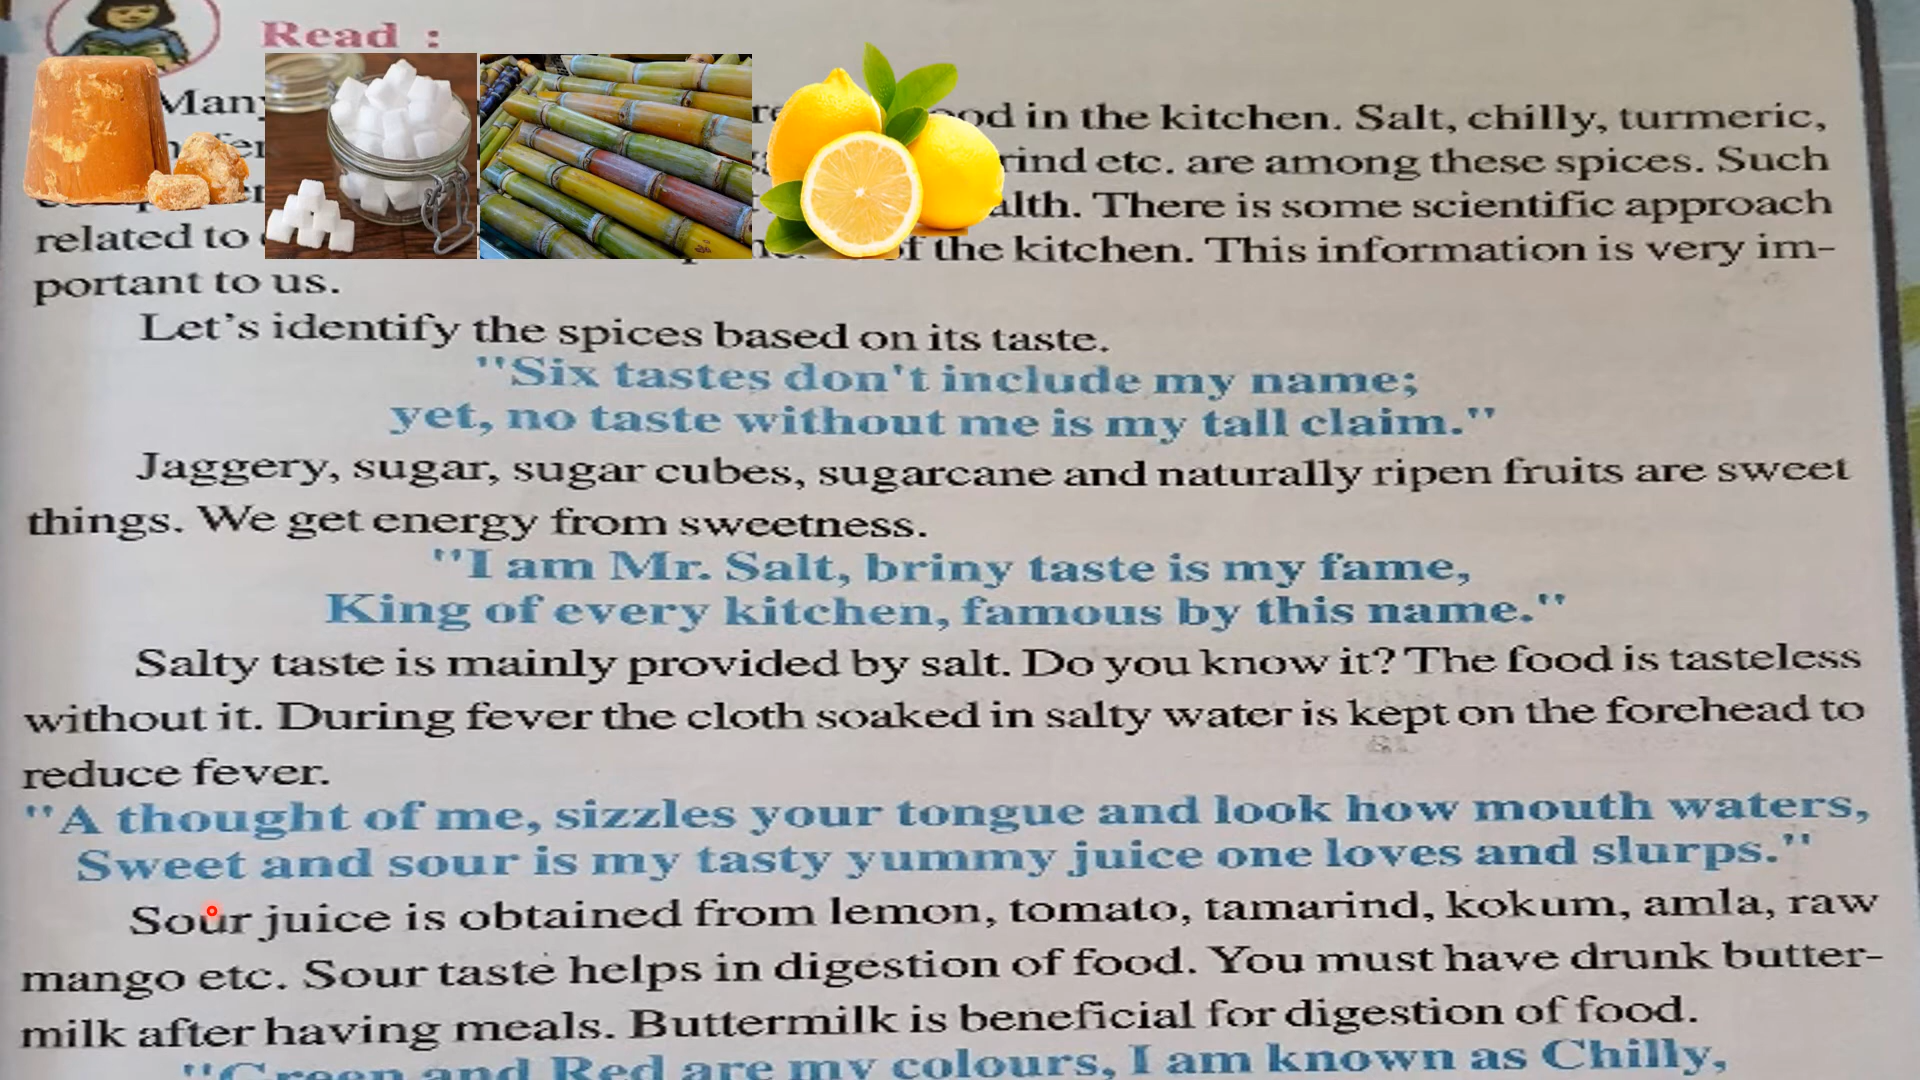 Read :
Many od in the kitchen. Salt, chilly, turmeric,
rind etc. are among these spices. Such
alth. There is some scientific approach
related to of the kitchen. This information is very im-
portant to us.
Let's identify the spices based on its taste.
"Six tastes don't include my name;
yet, no taste without me is my tall claim."
Jaggery, sugar, sugar cubes, sugarcane and naturally ripen fruits are sweet
things. We get energy from sweetness.
"I am Mr. Salt, briny taste is my fame,
King of every kitchen, famous by this name."
Salty taste is mainly provided by salt. Do you know it? The food is tasteless
without it. During fever the cloth soaked in salty water is kept on the forehead to
reduce fever.
"A thought of me, sizzles your tongue and look how mouth waters,
Sweet and sour is my tasty yummy juice one loves and slurps."
Sour juice is obtained from lemon, tomato, tamarind, kokum, amla, raw
mango etc. Sour taste helps in digestion of food. You must have drunk butter-
milk after having meals. Buttermilk is beneficial for digestion of food.
"Green and Red are my colours, I am known as Chilly,